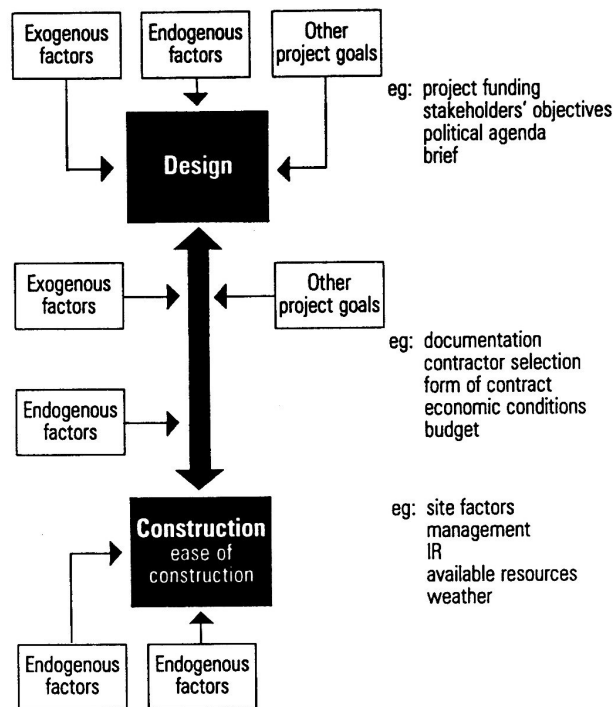 Exogenous
factors
Endogenous
factors
Other
project goals
eg: project funding
stakeholders' objectives
political agenda
brief
Design
Exogenous
factors
Other
project goals
eg: documentation
contractor selection
form of contract
economic conditions
budget
Endogenous
factors
Construction
ease of
construction
eg: site factors
management
IR
available resources
weather
Endogenous
factors
Endogenous
factors